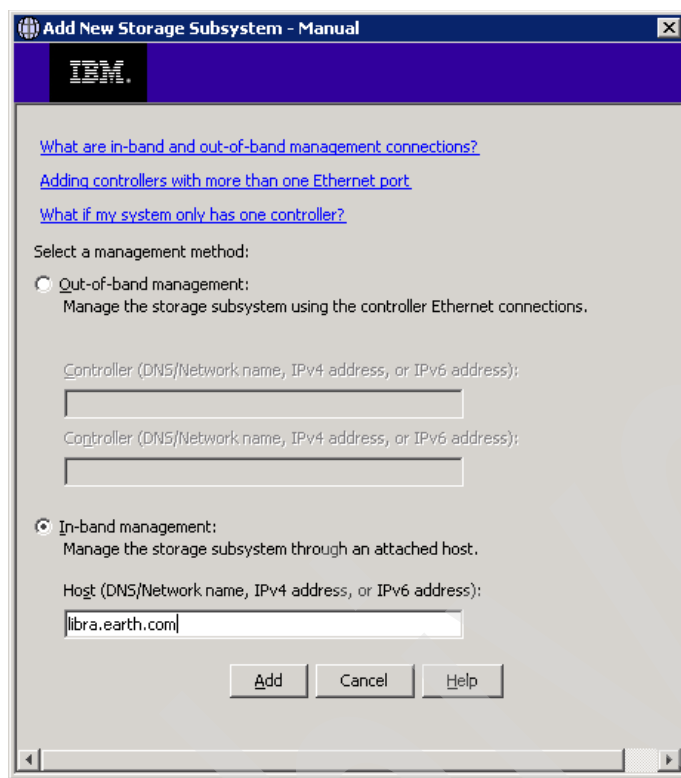 Add New Storage Subsystem - Manual
IBM.
What are in-band and out-of-band management connections?
Adding controllers with more than one Ethernet port
What if my system only has one controller?
Select a management method:
Out-of-band management:
Manage the storage subsystem using the controller Ethernet connections.
Controller (DNS/Network name, IPv4 address, or IPv6 address):
Controller (DNS/Network name, IPv4 address, or IPv6 address):
In-band management:
Manage the storage subsystem through an attached host.
Host (DNS/Network name, IPv4 address, or IPv6 address):
libra.earth.com
Add Cancel Help